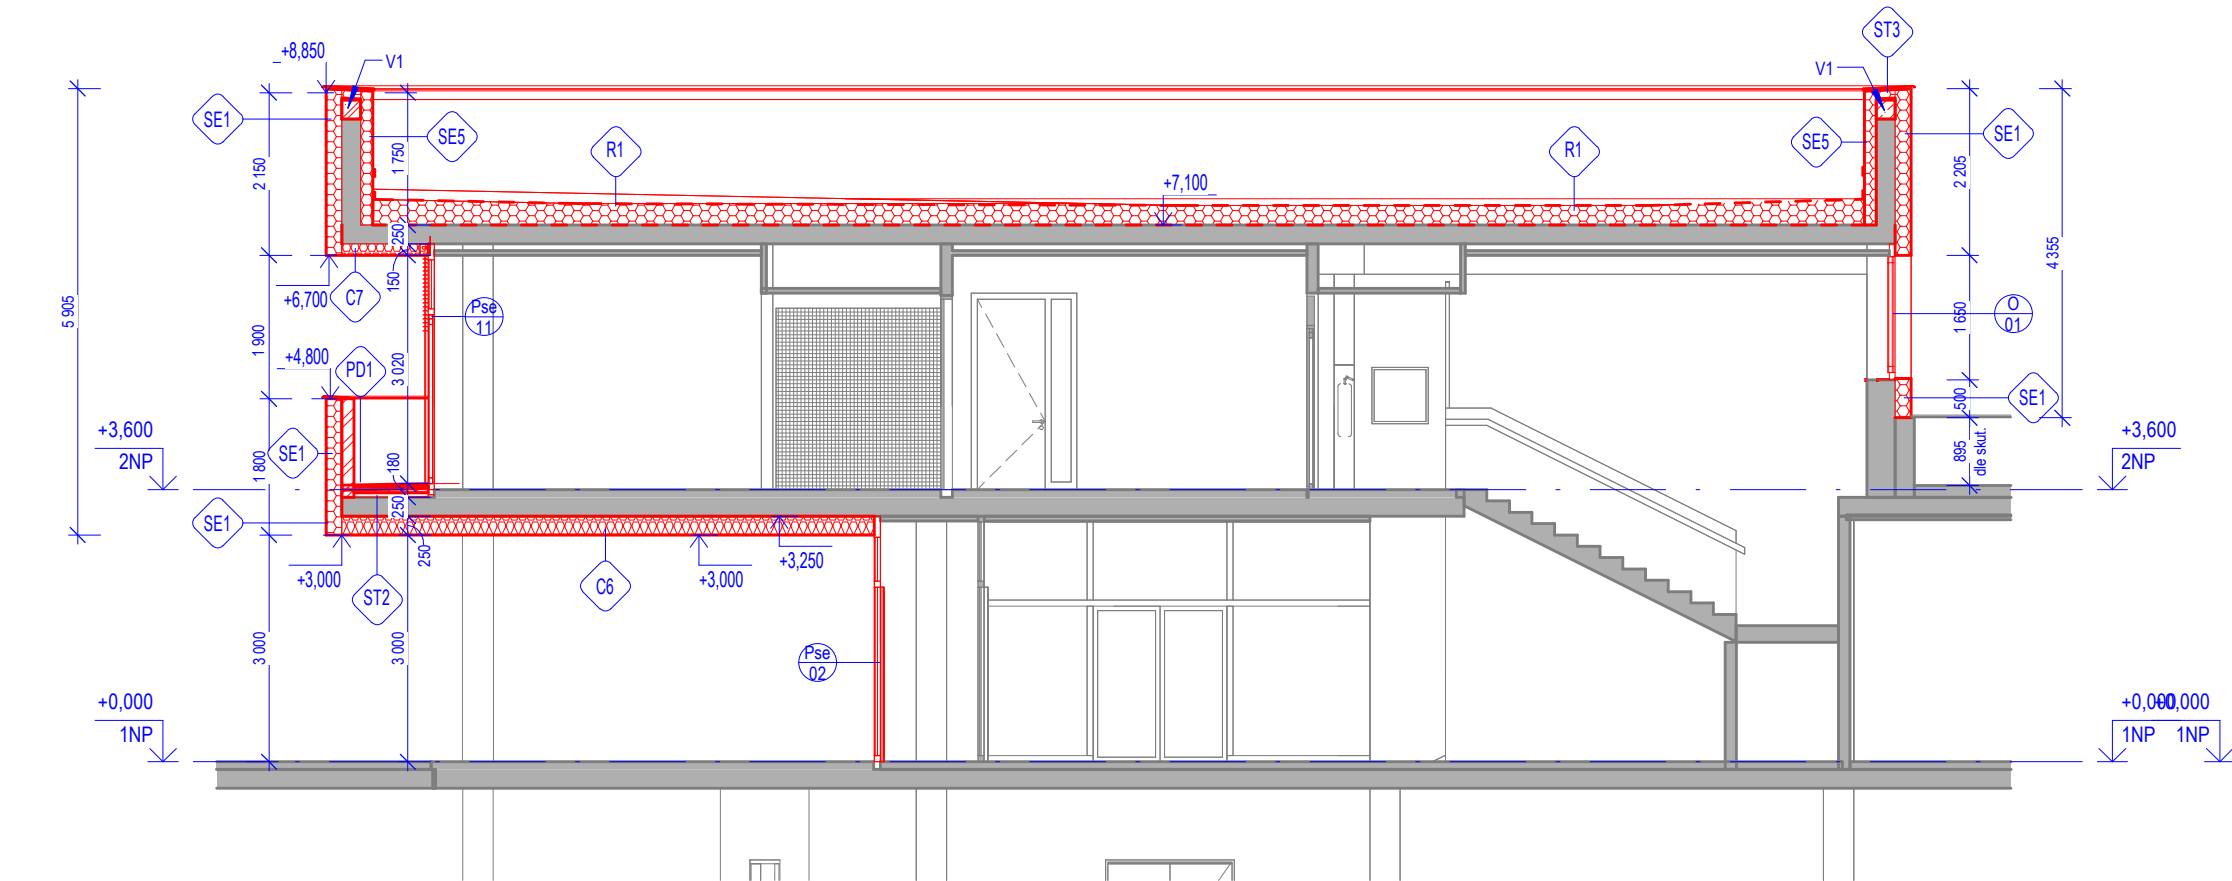 ST3
+8,850
V1
V1
SE1
SE5
SE5
SE1
R1
R1
1 750
2 150
2 205
+7,100
250
150
4 355
+6,700
C7
Pse
11
O
01
5 905
1 900
1 650
+4,800
PD1
3 020
500
SE1
+3,600
2NP
SE1
1 800
180
895
dle skut.
+3,600
2NP
SE1
250
250
+3,000
ST2
C6
+3,000
+3,250
3 000
3 000
Pse
02
+0,000
1NP
+0,000
1NP
+0,000
1NP